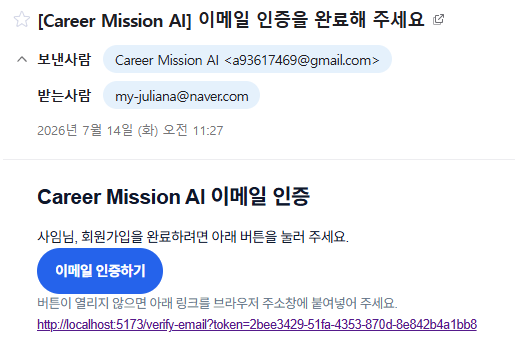 [Career Mission AI] 이메일 인증을 완료해 주세요
보낸사람 Career Mission AI <a93617469@gmail.com>
받는사람 my-juliana@naver.com
2026년 7월 14일 (화) 오전 11:27
Career Mission AI 이메일 인증
사임님, 회원가입을 완료하려면 아래 버튼을 눌러 주세요.
이메일 인증하기
버튼이 열리지 않으면 아래 링크를 브라우저 주소창에 붙여넣어 주세요.
http://localhost:5173/verify-email?token=2bee3429-51fa-4353-870d-8e842b4a1bb8